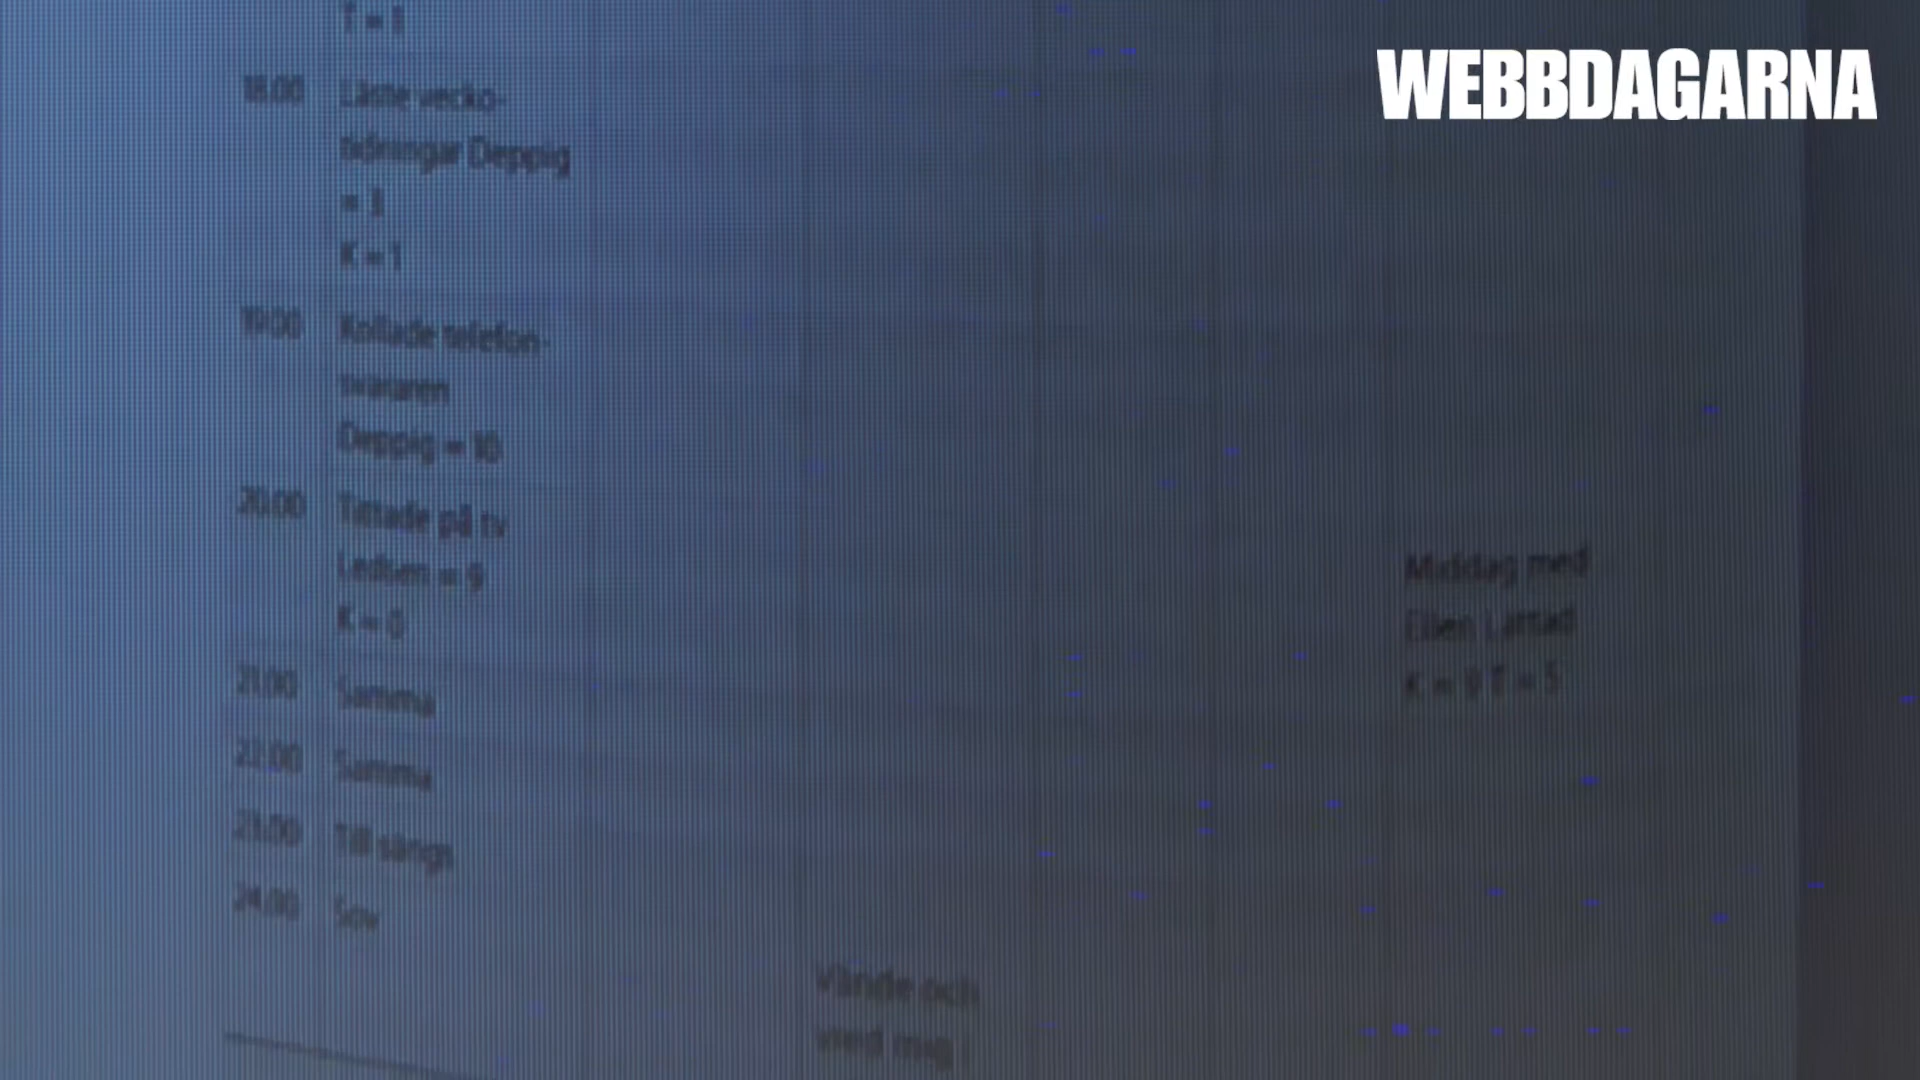 WEBBDAGARNA
18.00 Läste vecko-
tidningar Deppig
K = 1
19.00 Kollade telefon-
svararen
Deppig = 10
20.00 Tittade på tv
Ledsen = 9
K = 0
21.00 Samma
22.00 Samma
23.00 Till sängs
24.00 Sov
Middag med
Ellen Lättad
K = 9 T = 5
Vände och
vred mig i